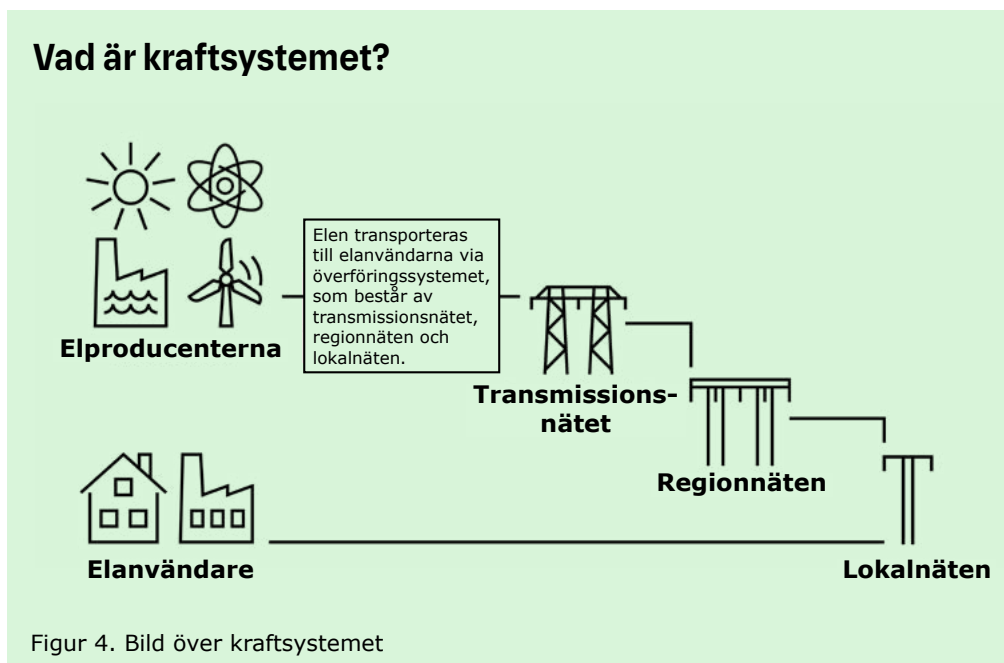 Vad är kraftsystemet?
Elen transporteras
till elanvändarna via
överföringssystemet,
som består av
transmissionsnätet,
regionnäten och
lokalnäten.
Elproducenterna
Transmissions-
nätet
Regionnäten
Elanvändare
Lokalnäten
Figur 4. Bild över kraftsystemet